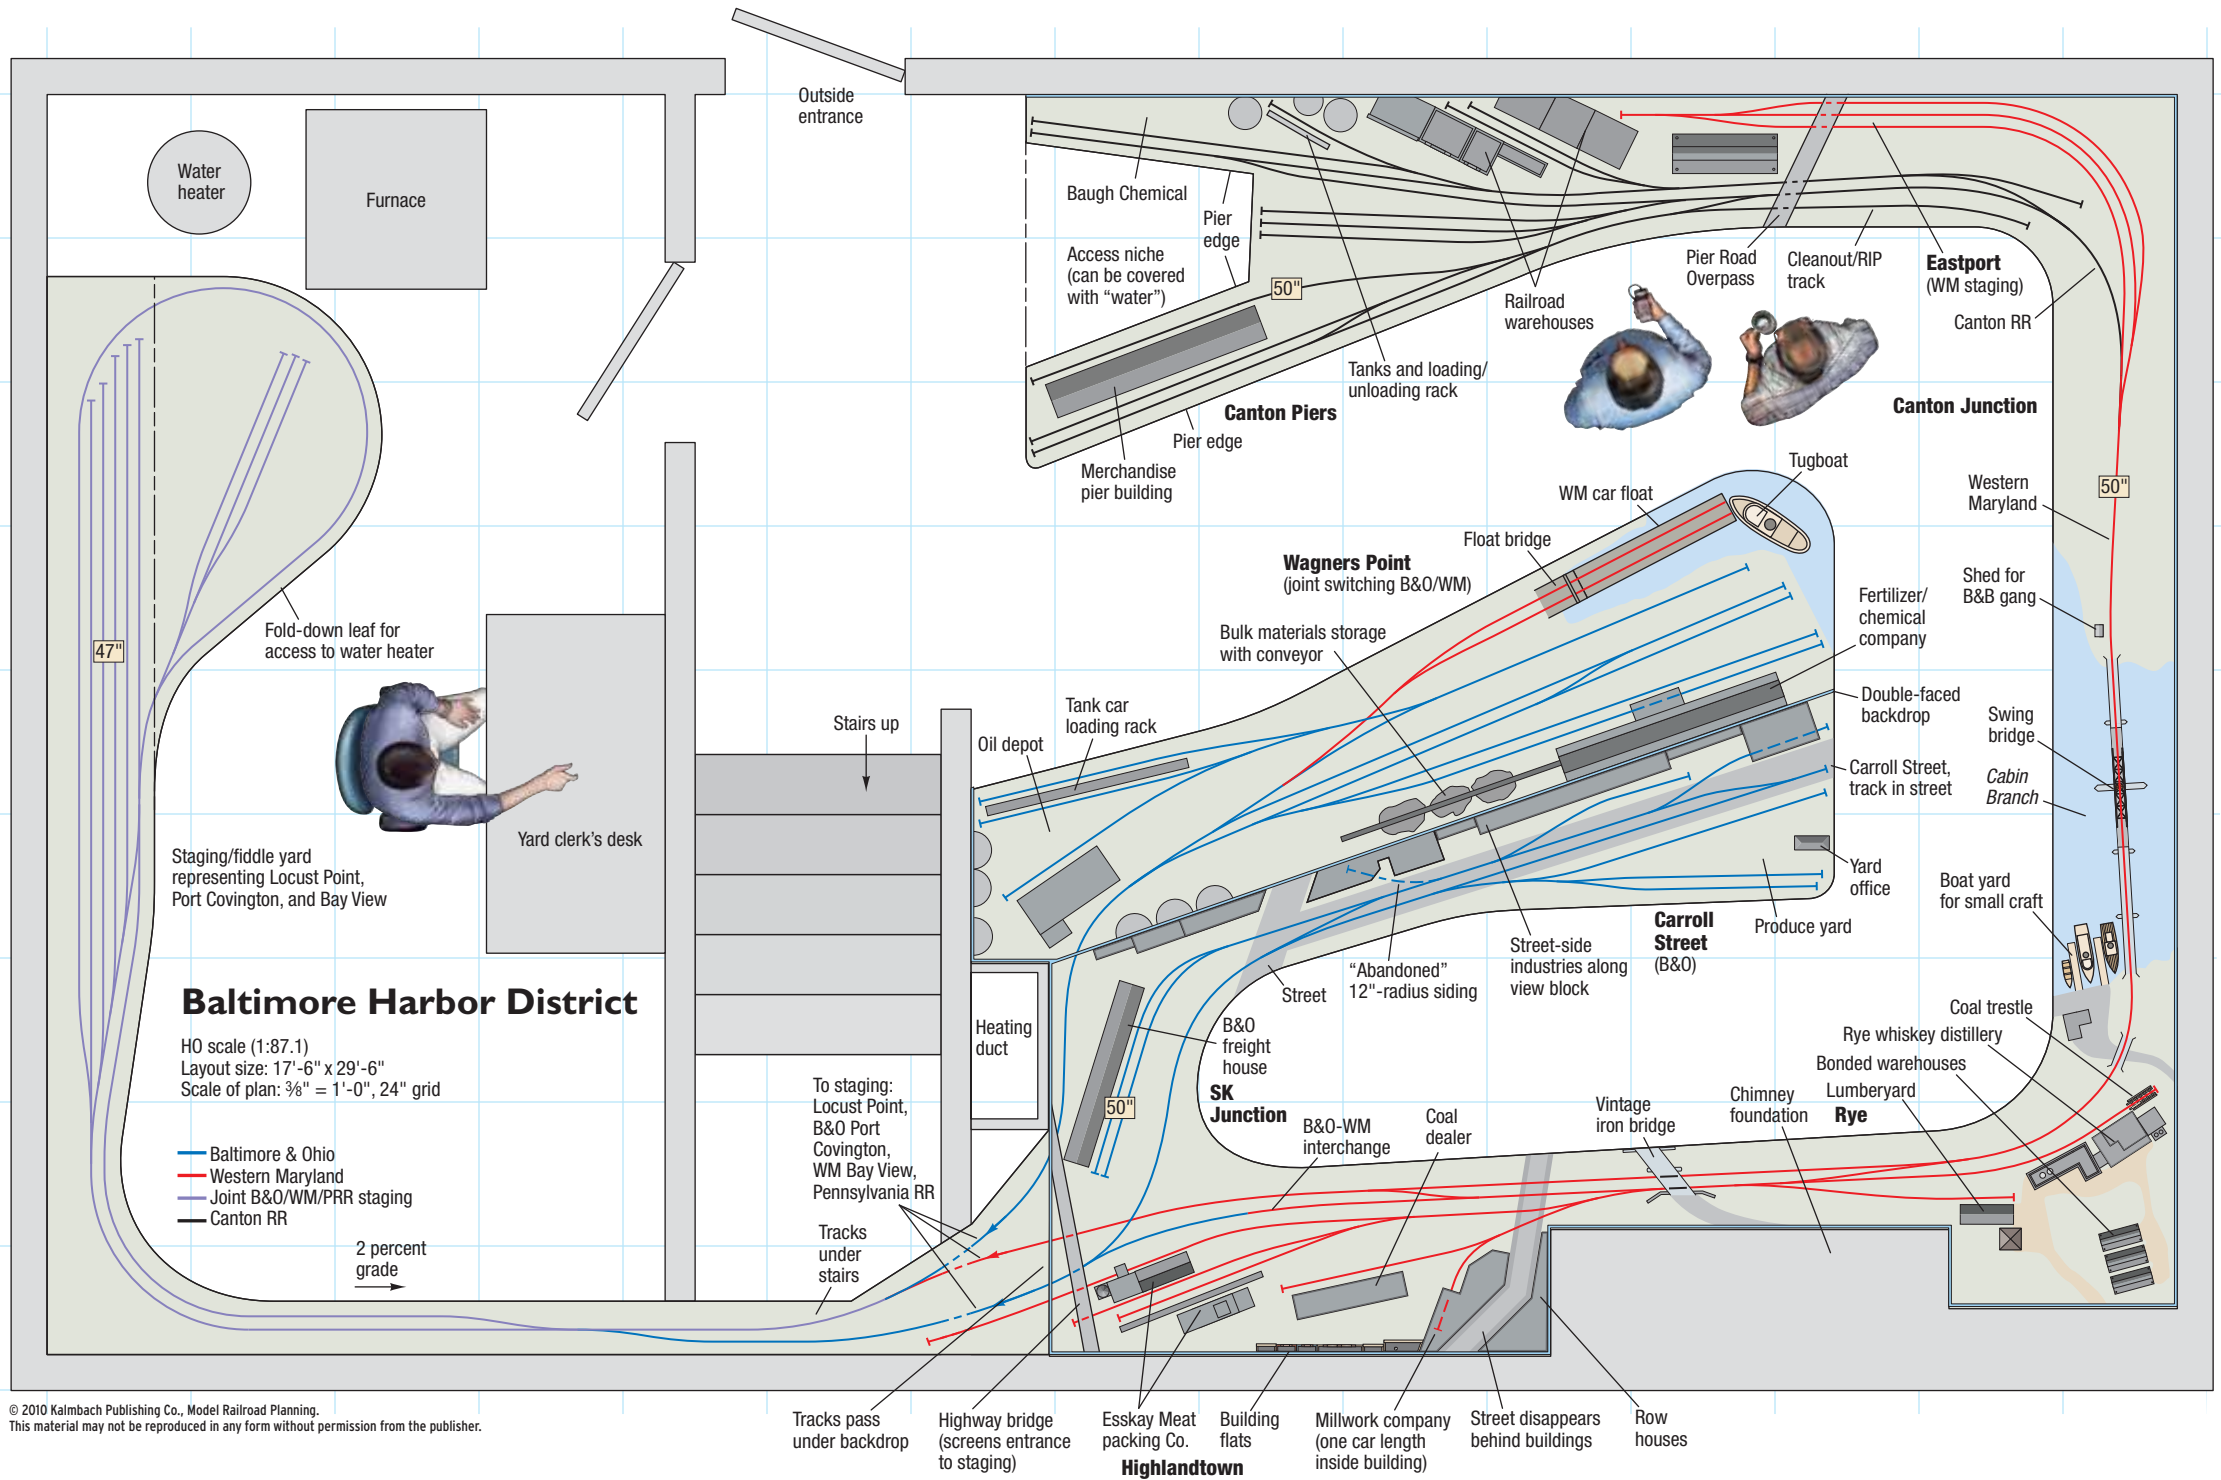 Outside
entrance
Water
heater
Furnace
Baugh Chemical
Pier
edge
Access niche
(can be covered
with “water”)
50"
Railroad
warehouses
Pier Road
Overpass
Cleanout/RIP
track
Eastport
(WM staging)
Canton RR
Tanks and loading/
unloading rack
Canton Piers
Pier edge
Merchandise
pier building
Canton Junction
Tugboat
WM car float
Float bridge
Western
Maryland
50"
Wagners Point
(joint switching B&O/WM)
Shed for
B&B gang
Fertilizer/
chemical
company
Bulk materials storage
with conveyor
Fold-down leaf for
access to water heater
47"
Double-faced
backdrop
Tank car
loading rack
Stairs up
Oil depot
Swing
bridge
Carroll Street,
track in street
Cabin
Branch
Yard clerk’s desk
Staging/fiddle yard
representing Locust Point,
Port Covington, and Bay View
Yard
office
Boat yard
for small craft
Carroll
Street
(B&O)
Produce yard
Street-side
industries along
view block
“Abandoned”
12"-radius siding
Street
Baltimore Harbor District
HO scale (1:87.1)
Layout size: 17'-6" x 29'-6"
Scale of plan: ⅜" = 1'-0", 24" grid
Heating
duct
B&O
freight
house
Coal trestle
Rye whiskey distillery
Bonded warehouses
Lumberyard
Rye
Chimney
foundation
Vintage
iron bridge
SK
Junction
50"
B&O-WM
interchange
Coal
dealer
To staging:
Locust Point,
B&O Port
Covington,
WM Bay View,
Pennsylvania RR
Baltimore & Ohio
Western Maryland
Joint B&O/WM/PRR staging
Canton RR
2 percent
grade
Tracks
under
stairs
© 2010 Kalmbach Publishing Co., Model Railroad Planning.
This material may not be reproduced in any form without permission from the publisher.
Tracks pass
under backdrop
Highway bridge
(screens entrance
to staging)
Esskay Meat
packing Co.
Building
flats
Highlandtown
Millwork company
(one car length
inside building)
Street disappears
behind buildings
Row
houses